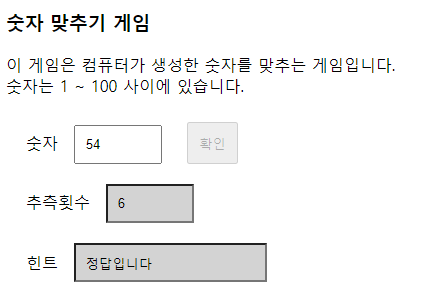 숫자 맞추기 게임
이 게임은 컴퓨터가 생성한 숫자를 맞추는 게임입니다.
숫자는 1 ~ 100 사이에 있습니다.
숫자 54 확인
추측횟수 6
힌트 정답입니다